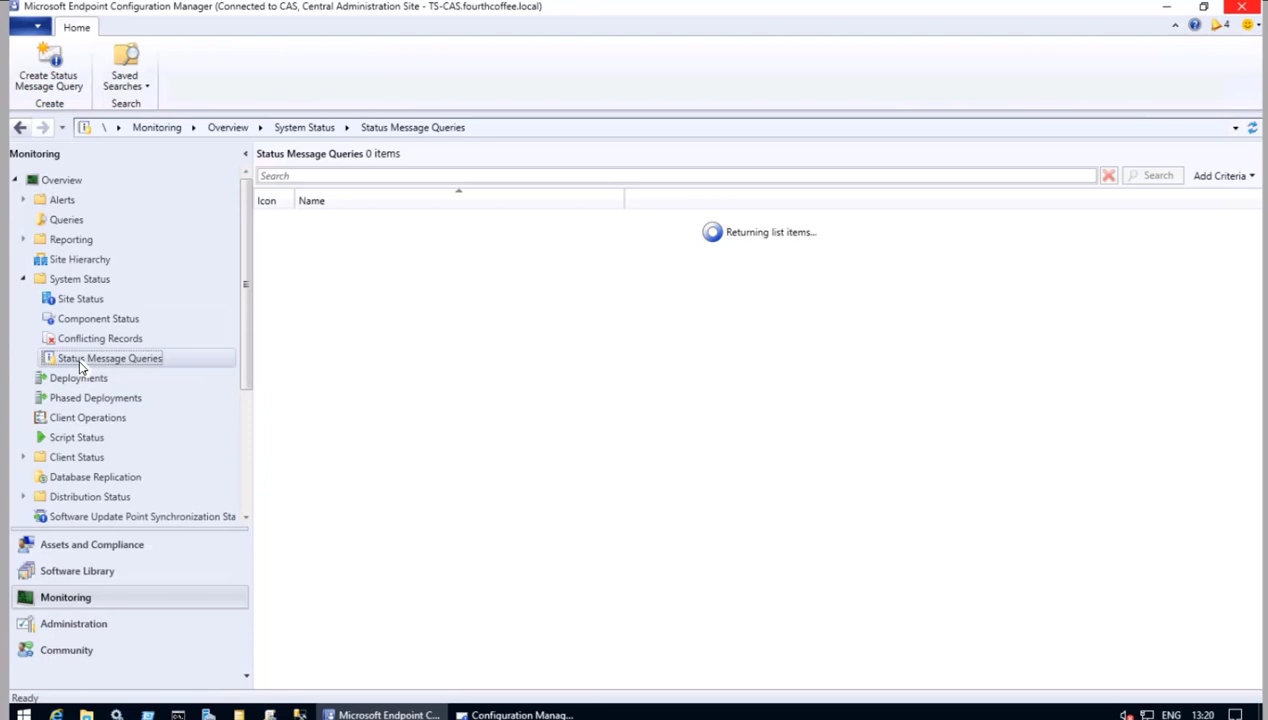 Microsoft Endpoint Configuration Manager (Connected to CAS, Central Administration Site - TS-CAS.fourthcoffee.local)
Home
4
Create Status
Message Query
Saved
Searches
Create
Search
\ Monitoring Overview System Status Status Message Queries
Monitoring
Status Message Queries 0 items
Search
Search
Add Criteria
Icon
Name
Returning list items...
Overview
Alerts
Queries
Reporting
Site Hierarchy
System Status
Site Status
Component Status
Conflicting Records
Status Message Queries
Deployments
Phased Deployments
Client Operations
Script Status
Client Status
Database Replication
Distribution Status
Software Update Point Synchronization Sta
Assets and Compliance
Software Library
Monitoring
Administration
Community
Ready
Microsoft Endpoint C...
Configuration Manag...
ENG
13:20